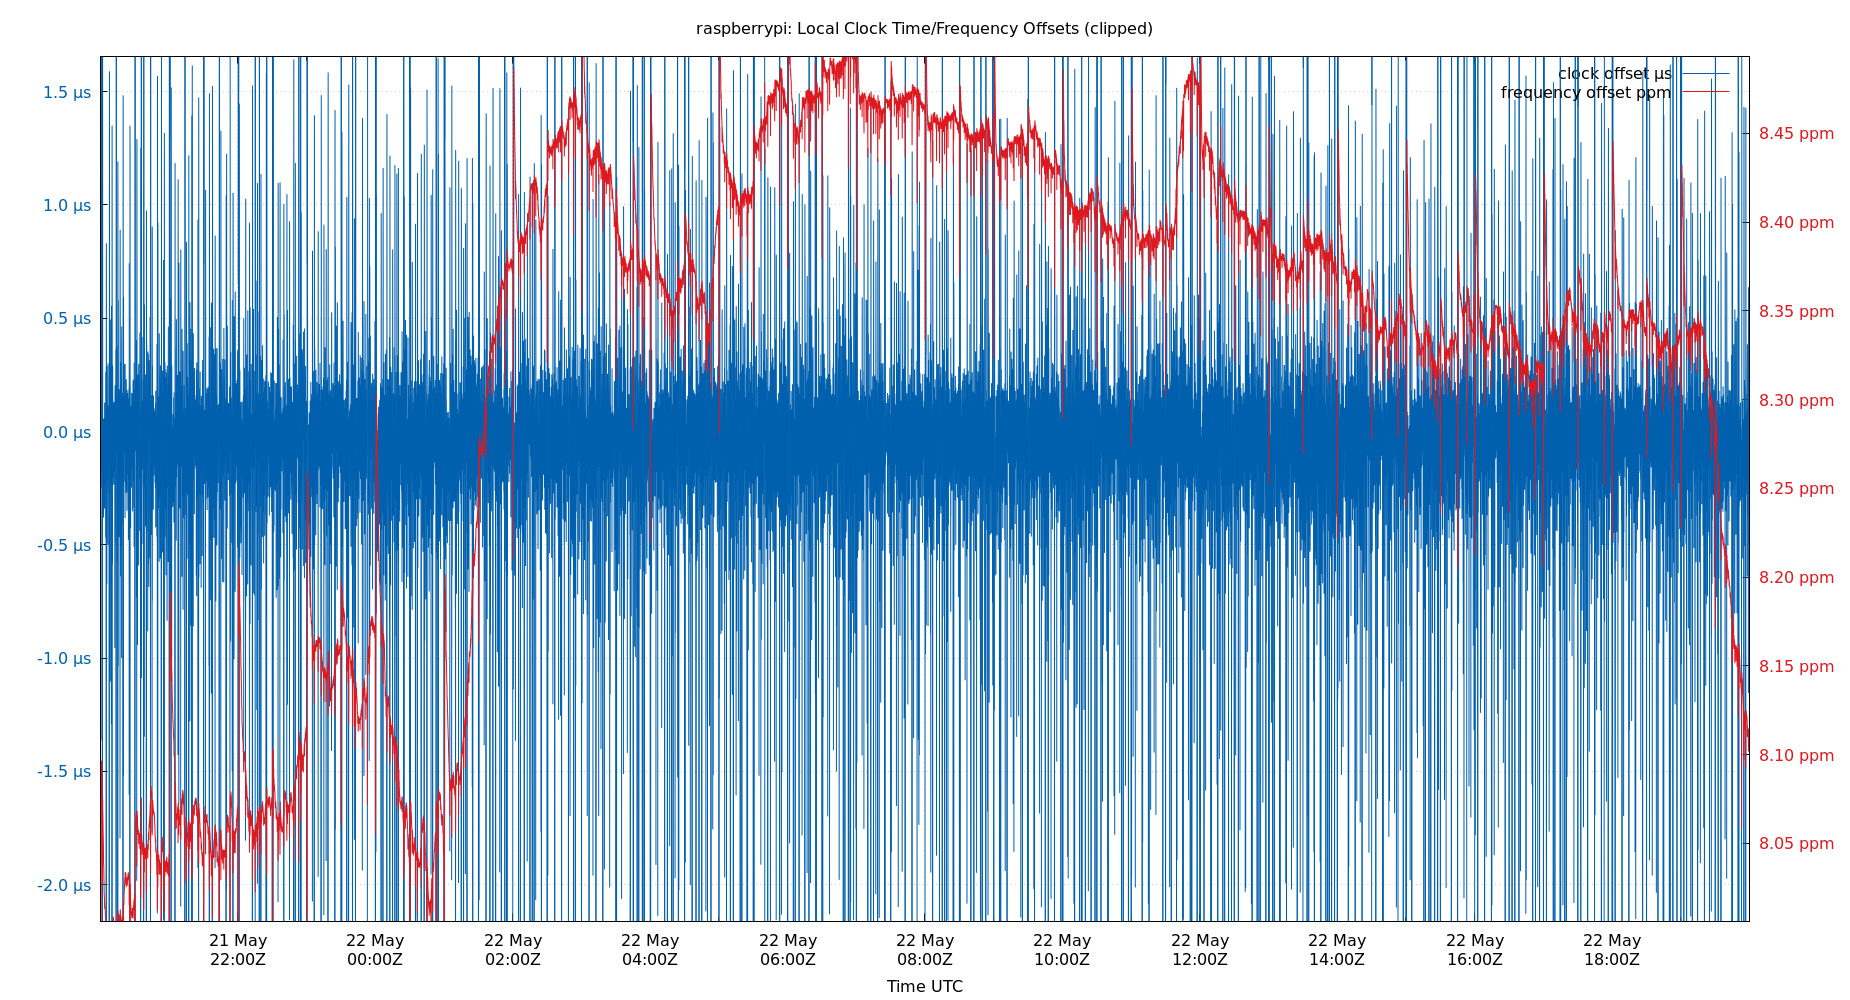 raspberrypi: Local Clock Time/Frequency Offsets (clipped)
clock offset µs
frequency offset ppm
1.5 µs
1.0 µs
0.5 µs
0.0 µs
-0.5 µs
-1.0 µs
-1.5 µs
-2.0 µs
8.45 ppm
8.40 ppm
8.35 ppm
8.30 ppm
8.25 ppm
8.20 ppm
8.15 ppm
8.10 ppm
8.05 ppm
21 May
22:00Z
22 May
00:00Z
22 May
02:00Z
22 May
04:00Z
22 May
06:00Z
22 May
08:00Z
22 May
10:00Z
22 May
12:00Z
22 May
14:00Z
22 May
16:00Z
22 May
18:00Z
Time UTC